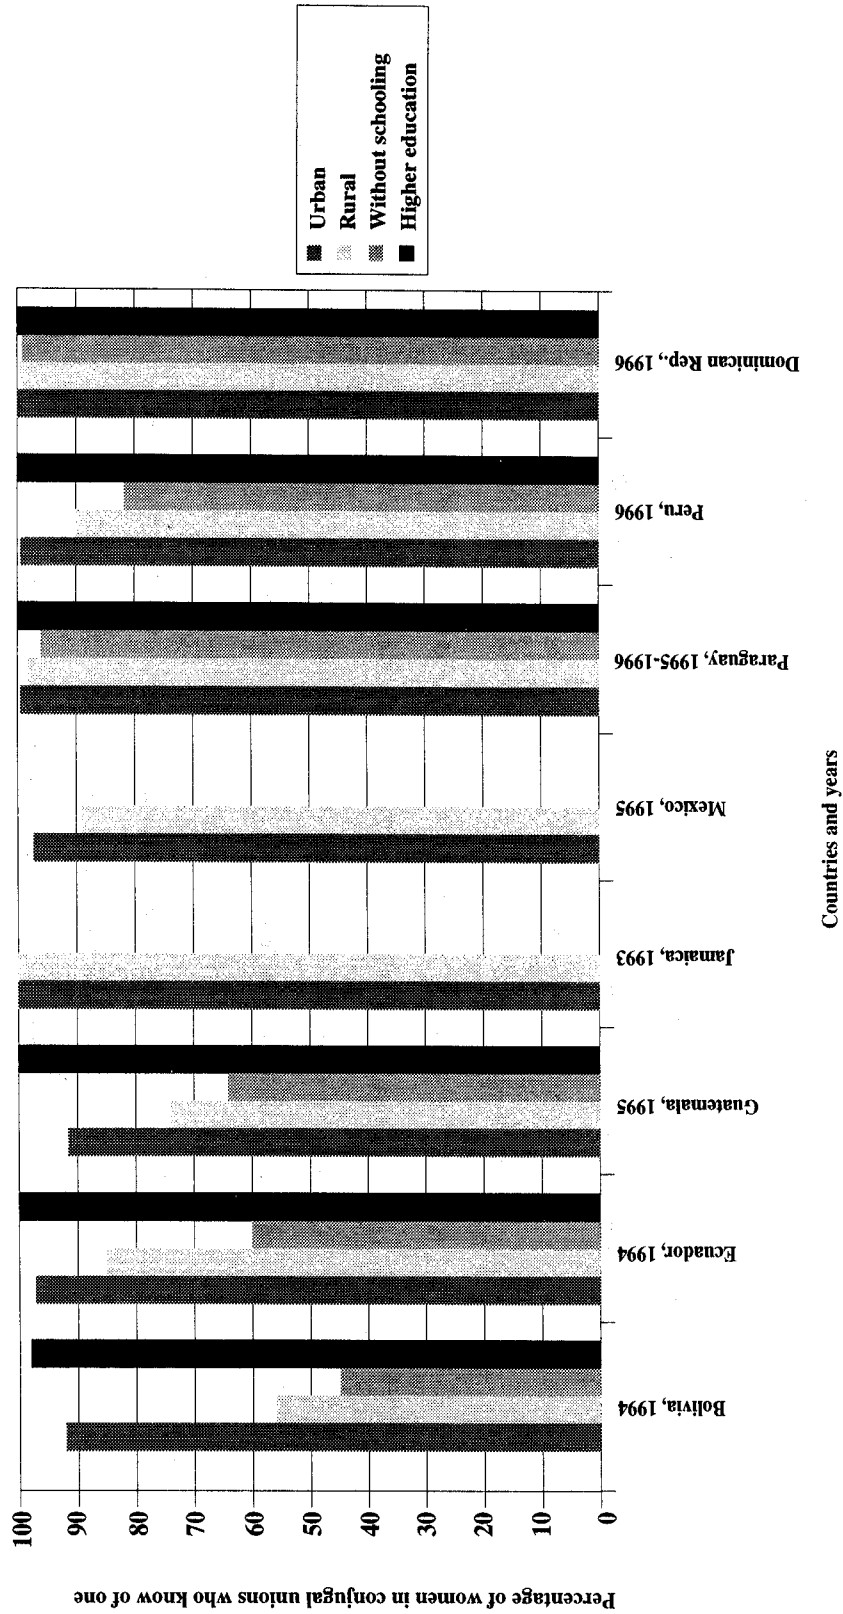 Percentage of women in conjugal unions who know of one
100
90
80
70
60
50
40
30
20
10
0
Bolivia, 1994
Ecuador, 1994
Guatemala, 1995
Jamaica, 1993
Mexico, 1995
Paraguay, 1995-1996
Peru, 1996
Dominican Rep., 1996
Countries and years
Urban
Rural
Without schooling
Higher education